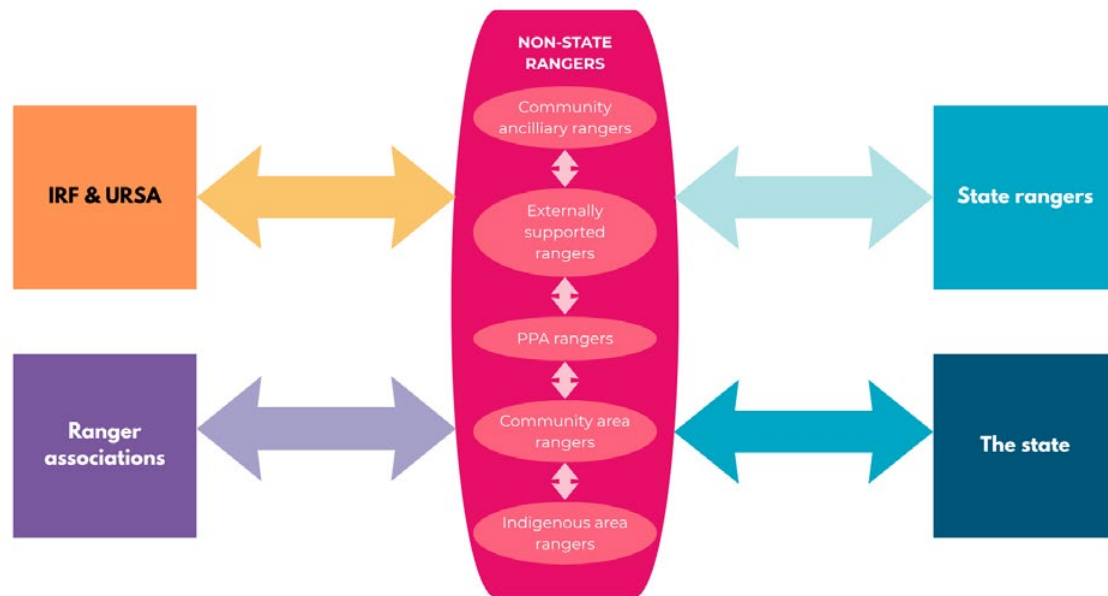 NON-STATE
RANGERS
Community
ancilliary rangers
Externally
supported
rangers
PPA rangers
Community area
rangers
Indigenous area
rangers
IRF & URSA
Ranger
associations
State rangers
The state